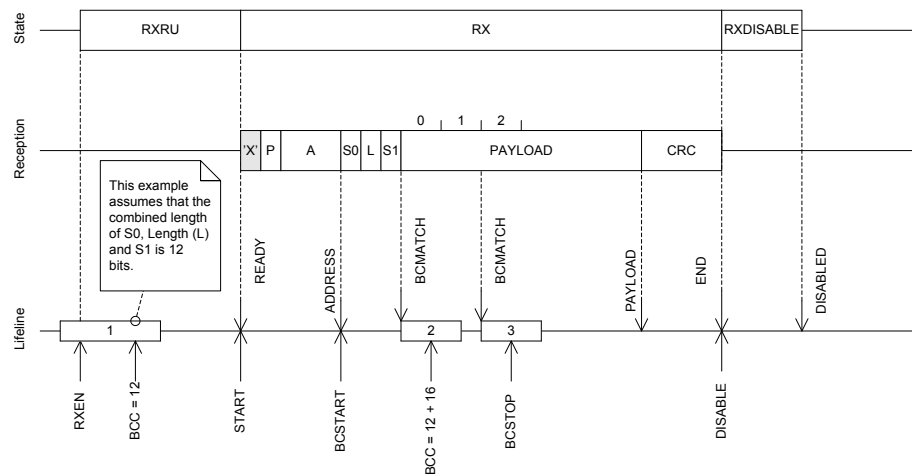 State
RXRU
RX
RXDISABLE
Reception
0
1
2
'X'
P
A
S0
L
S1
PAYLOAD
CRC
This example
assumes that the
combined length
of S0, Length (L)
and S1 is 12
bits.
READY
ADDRESS
BCMATCH
BCMATCH
PAYLOAD
END
DISABLED
Lifeline
1
2
3
RXEN
BCC = 12
START
BCSTART
BCC = 12 + 16
BCSTOP
DISABLE